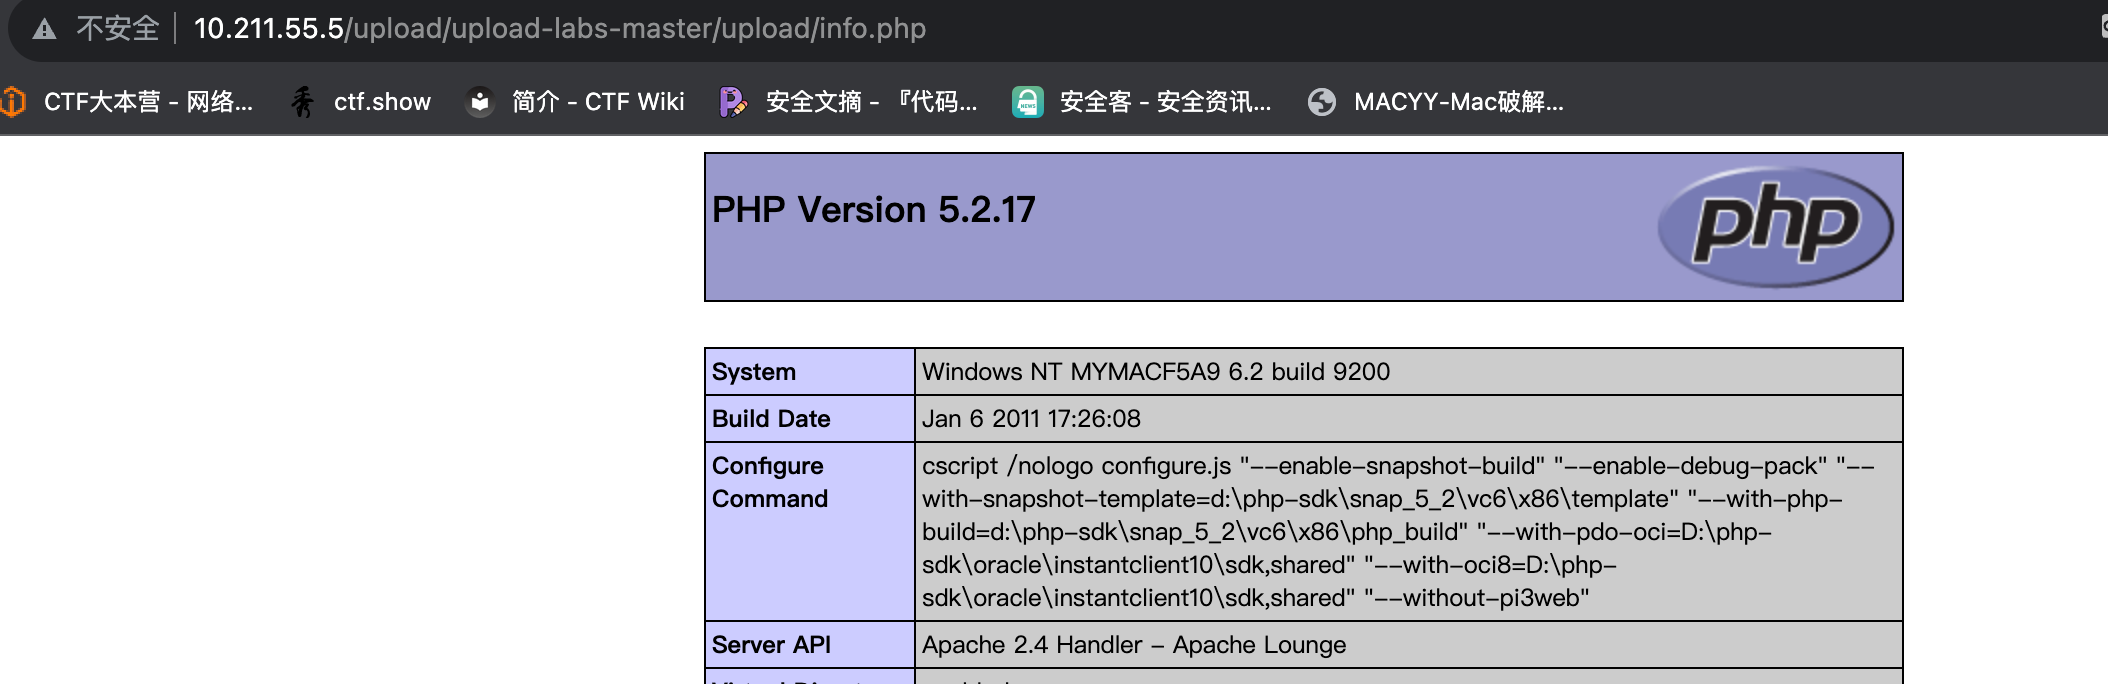 不安全 10.211.55.5/upload/upload-labs-master/upload/info.php
CTF大本营 - 网络... ctf.show 简介 - CTF Wiki 安全文摘 - 『代码... 安全客 - 安全资讯... MACYY-Mac破解...
PHP Version 5.2.17
php
System Windows NT MYMACF5A9 6.2 build 9200
Build Date Jan 6 2011 17:26:08
Configure Command cscript /nologo configure.js "--enable-snapshot-build" "--enable-debug-pack" "--
with-snapshot-template=d:\php-sdk\snap_5_2\vc6\x86\template" "--with-php-
build=d:\php-sdk\snap_5_2\vc6\x86\php_build" "--with-pdo-oci=D:\php-
sdk\oracle\instantclient10\sdk,shared" "--with-oci8=D:\php-
sdk\oracle\instantclient10\sdk,shared" "--without-pi3web"
Server API Apache 2.4 Handler - Apache Lounge